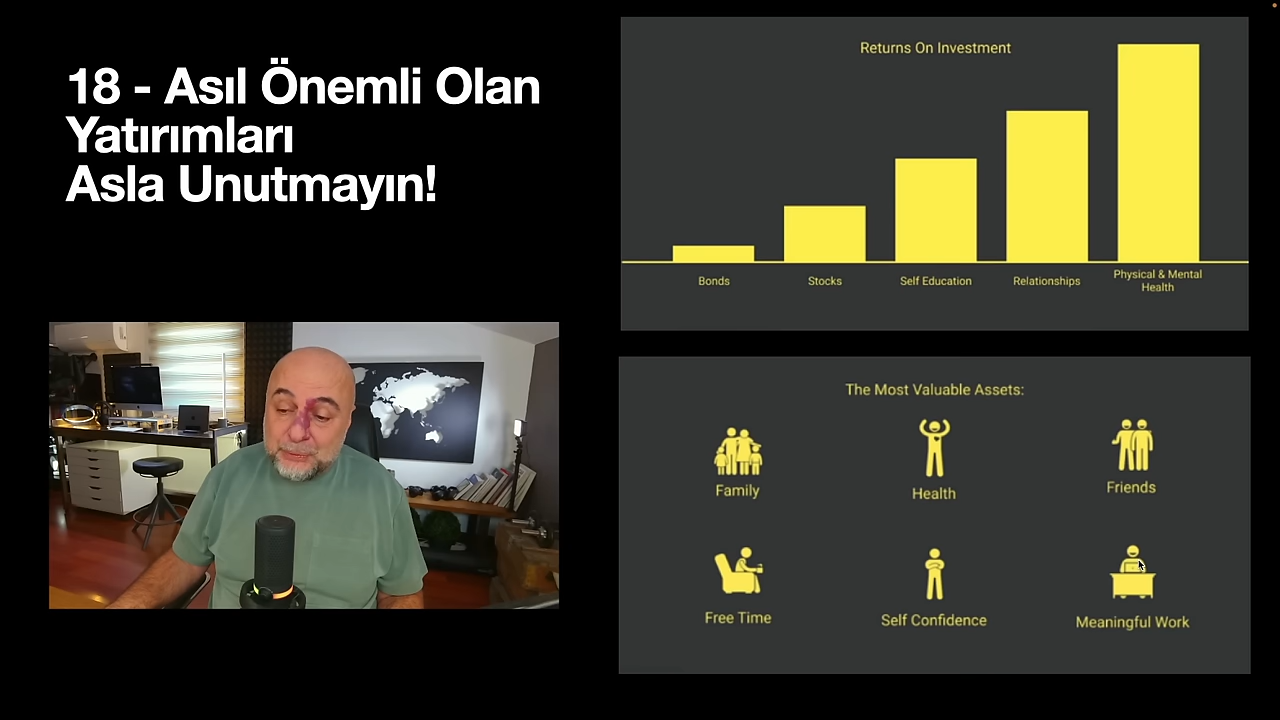 18 - Asıl Önemli Olan
Yatırımları
Asla Unutmayın!
Returns On Investment
Bonds
Stocks
Self Education
Relationships
Physical & Mental
Health
The Most Valuable Assets:
Family
Health
Friends
Free Time
Self Confidence
Meaningful Work